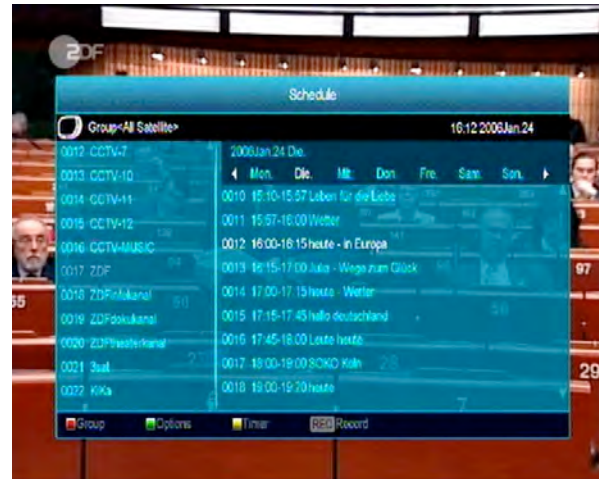 ZDF
Schedule
Group<All Satellite>
16:12 2006Jan.24
0012 CCTV-7
0013 CCTV-10
0014 CCTV-11
0015 CCTV-12
0016 CCTV-MUSIC
0017 ZDF
0018 ZDFinfokanal
0019 ZDFdokukanal
0020 ZDFtheaterkanal
0021 3sat
0022 KiKa
2006Jan.24 Die.
Mon. Die. Mit. Don. Fre. Sam. Son.
0010 15:10-15:57 Leben für die Liebe
0011 15:57-16:00 Wetter
0012 16:00-16:15 heute - in Europa
0013 16:15-17:00 Julia - Wege zum Glück
0014 17:00-17:15 heute - Wetter
0015 17:15-17:45 hallo deutschland
0016 17:45-18:00 Leute heute
0017 18:00-19:00 SOKO Köln
0018 19:00-19:20 heute
Group Options Timer REC Record
55
97
29
28
7